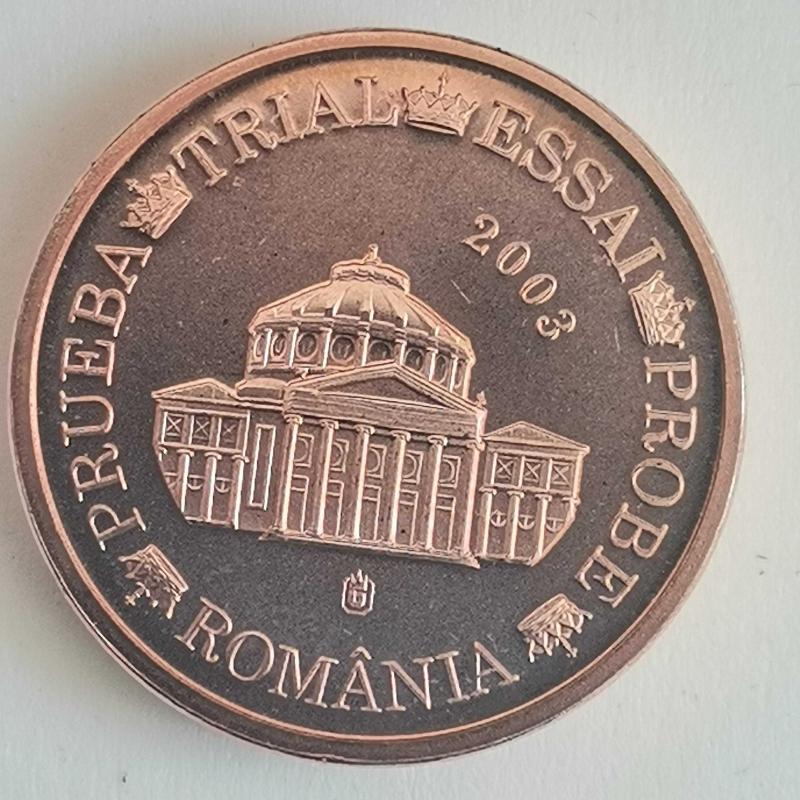 PRUEBA TRIAL ESSAI PROBE
2003
ROMÂNIA